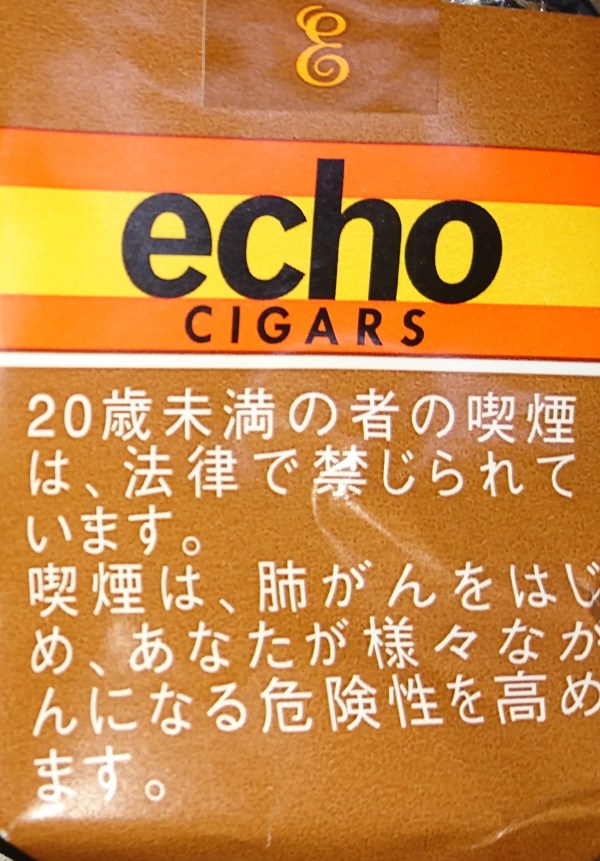 E
echo
CIGARS
20歳未満の者の喫煙
は、法律で禁じられて
います。
喫煙は、肺がんをはじ
め、あなたが様々なが
んになる危険性を高め
ます。